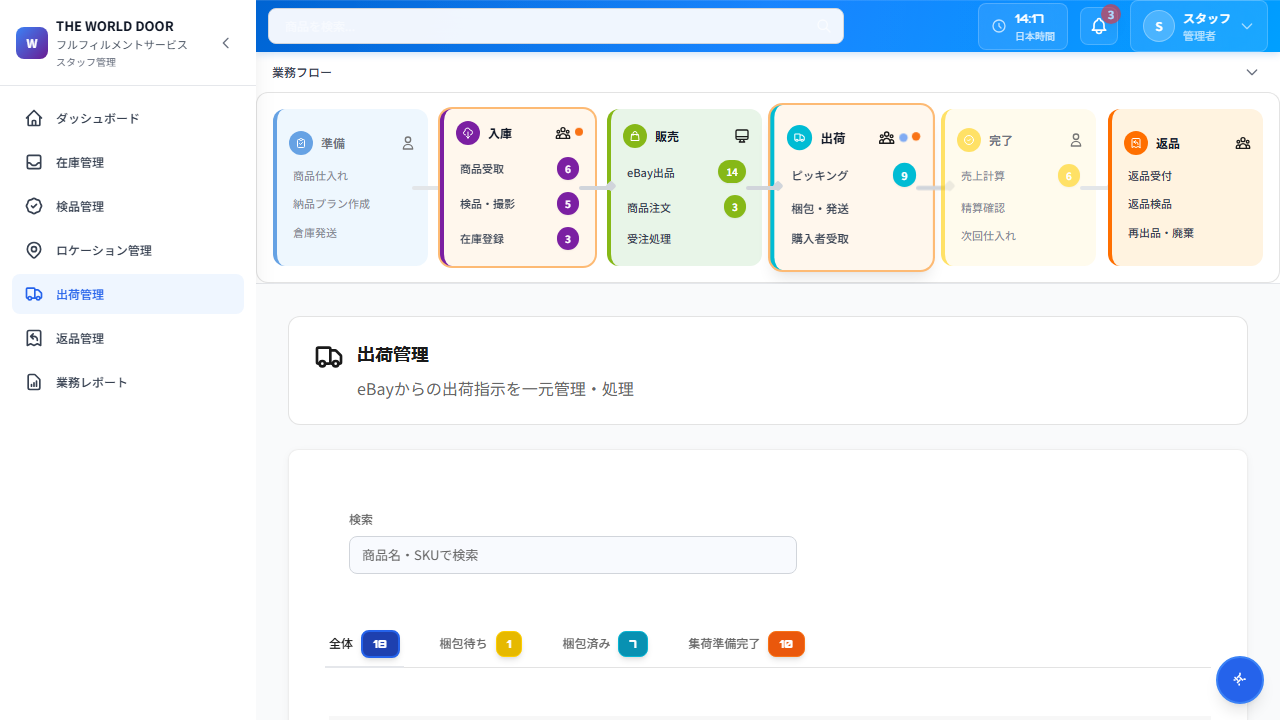 W
THE WORLD DOOR
フルフィルメントサービス
スタッフ管理
ダッシュボード
在庫管理
検品管理
ロケーション管理
出荷管理
返品管理
業務レポート
商品を検索...
14:17
日本時間
3
S
スタッフ
管理者
業務フロー
準備
商品仕入れ
納品プラン作成
倉庫発送
入庫
商品受取 6
検品・撮影 5
在庫登録 3
販売
eBay出品 14
商品注文 3
受注処理
出荷
ピッキング 9
梱包・発送
購入者受取
完了
売上計算 6
精算確認
次回仕入れ
返品
返品受付
返品検品
再出品・廃棄
出荷管理
eBayからの出荷指示を一元管理・処理
検索
商品名・SKUで検索
全体 18
梱包待ち 1
梱包済み 7
集荷準備完了 10